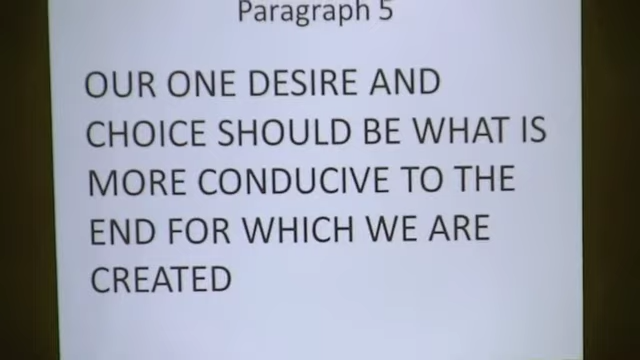 Paragraph 5
OUR ONE DESIRE AND
CHOICE SHOULD BE WHAT IS
MORE CONDUCIVE TO THE
END FOR WHICH WE ARE
CREATED